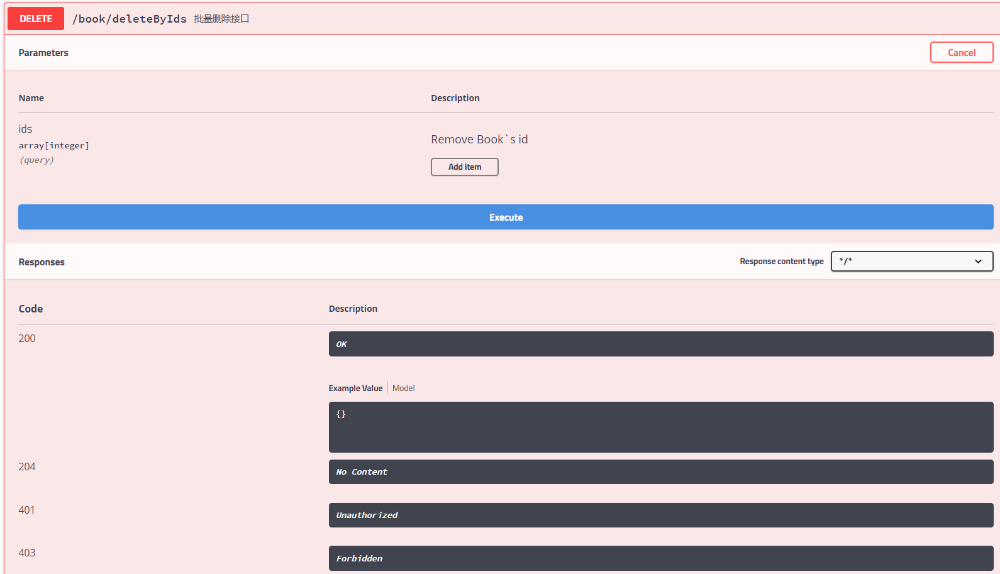 DELETE /book/deleteByIds 批量删除接口
Parameters Cancel
Name Description
ids
array[integer]
(query)
Remove Book`s id
Add item
Execute
Responses Response content type */*
Code Description
200 OK
Example Value Model
{}
204 No Content
401 Unauthorized
403 Forbidden